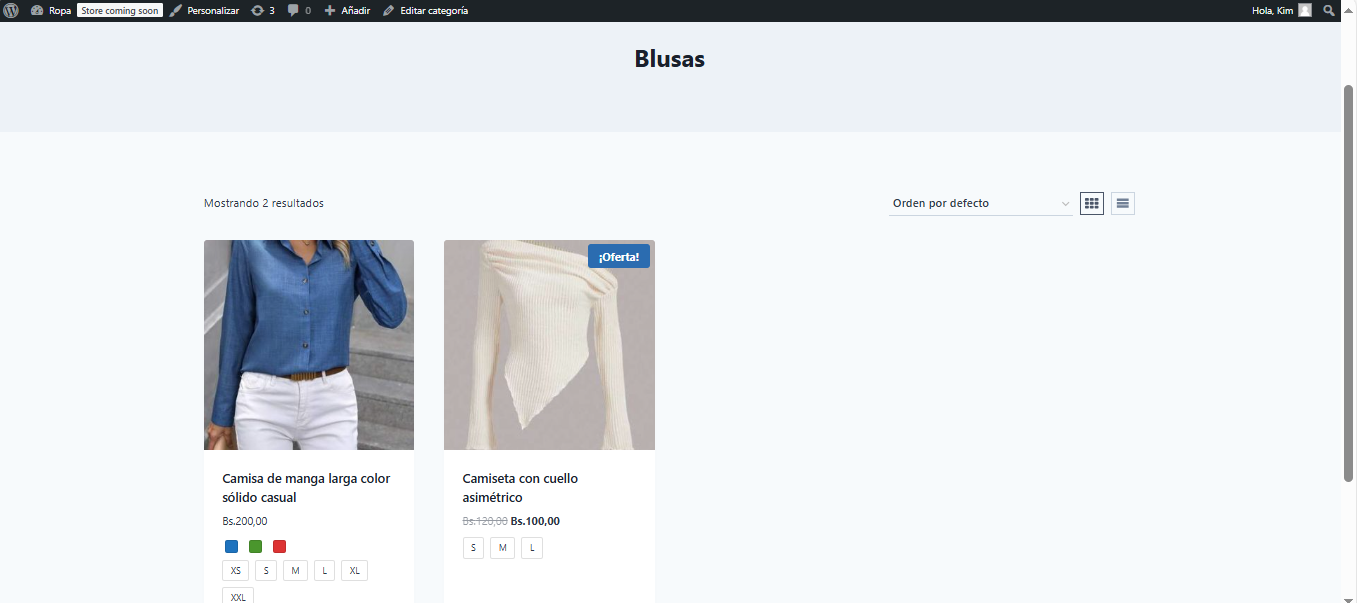 Ropa Store coming soon Personalizar 3 0 Añadir Editar categoría Hola, Kim
Blusas
Mostrando 2 resultados
Orden por defecto
¡Oferta!
Camisa de manga larga color
sólido casual
Bs.200,00
XS S M L XL
XXL
Camiseta con cuello
asimétrico
Bs.120,00 Bs.100,00
S M L